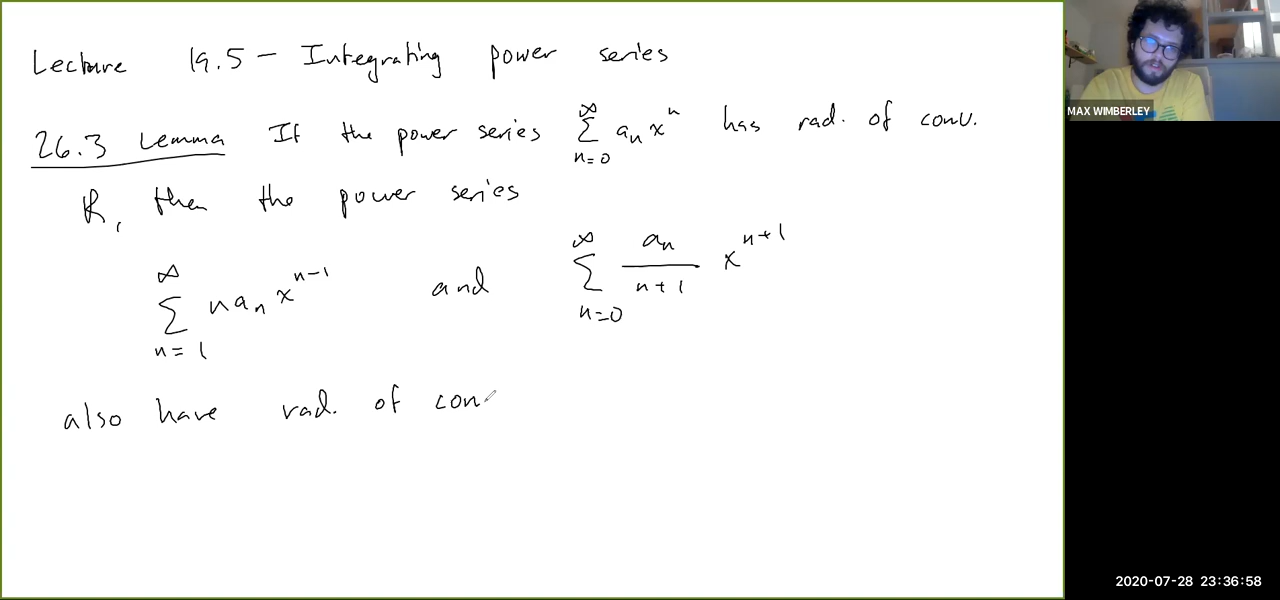 Lecture 19.5 – Integrating power series
26.3 Lemma If the power series ∑_{n=0}^{∞} a_n x^n has rad. of conv.
R, then the power series
∑_{n=1}^{∞} n a_n x^{n-1} and ∑_{n=0}^{∞} \frac{a_n}{n+1} x^{n+1}
also have rad. of conv
MAX WIMBERLEY
2020-07-28 23:36:58